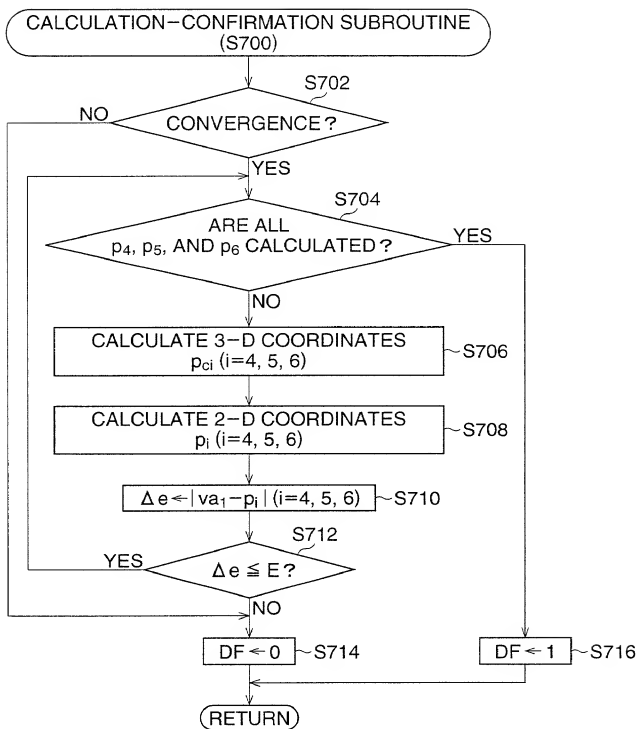 CALCULATION-CONFIRMATION SUBROUTINE
(S700)
S702
NO
CONVERGENCE?
YES
S704
ARE ALL
p4, p5, AND p6 CALCULATED?
YES
NO
CALCULATE 3-D COORDINATES
pci (i=4, 5, 6)
S706
CALCULATE 2-D COORDINATES
pi (i=4, 5, 6)
S708
Δe←|va1-pi| (i=4, 5, 6)
S710
S712
YES
Δe≦E?
NO
DF←0
S714
DF←1
S716
RETURN